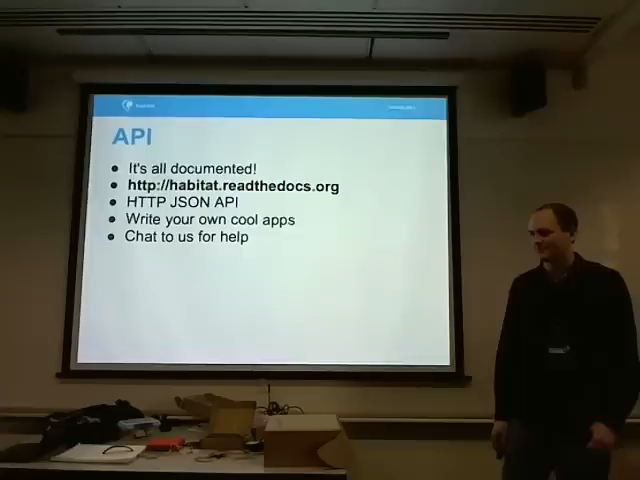 API
● It's all documented!
● http://habitat.readthedocs.org
● HTTP JSON API
● Write your own cool apps
● Chat to us for help